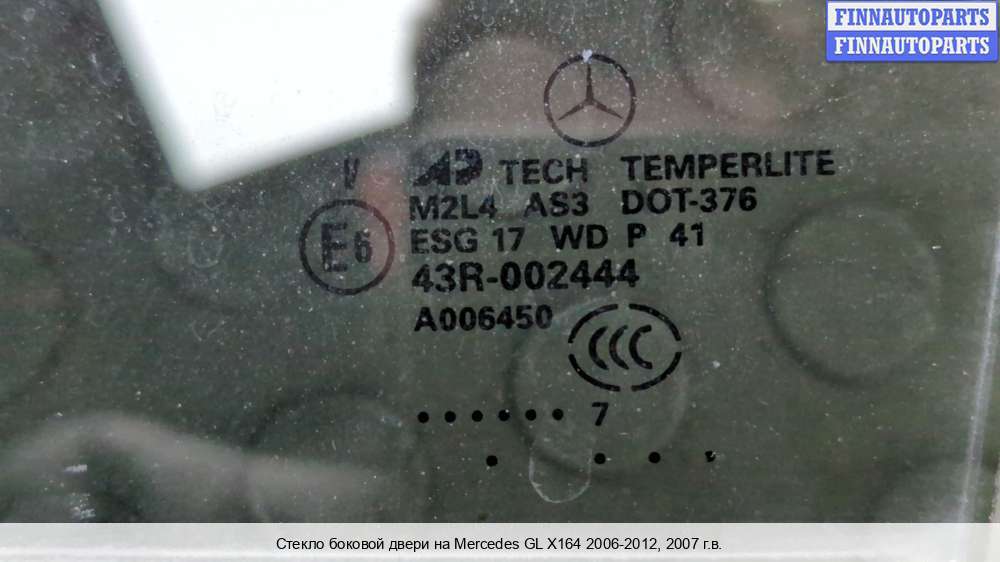 FINNAUTOPARTS
FINNAUTOPARTS
V AP TECH TEMPERLITE
M2L4 AS3 DOT-376
E6 ESG 17 WD P 41
43R-002444
A006450
CCC
...... 7
Стекло боковой двери на Mercedes GL X164 2006-2012, 2007 г.в.